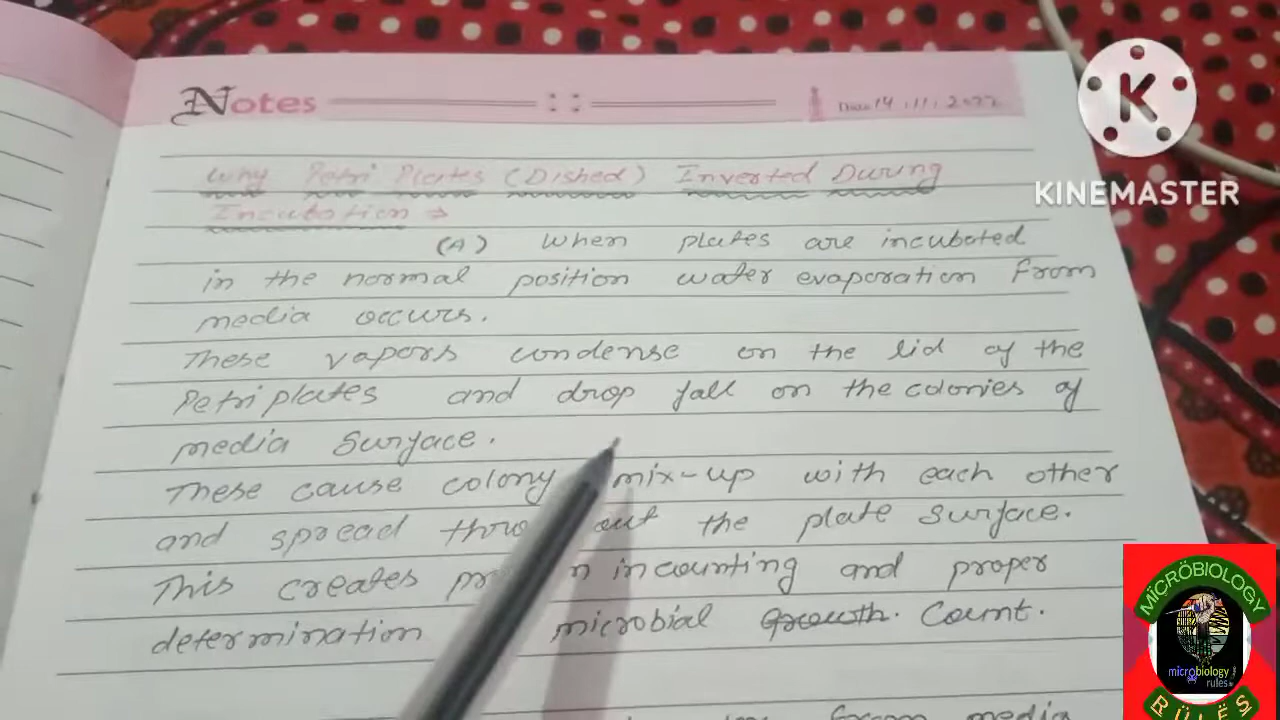 Notes
Date 14.11.2022
Why Petri Plates (Dished) Inverted During
Incubation ⇒
(A) When plates are incubated
in the normal position water evaporation From
media occurs.
These vapors condense on the lid of the
Petriplates and drop fall on the colonies of
media surface.
These cause colony mix-up with each other
and spread out the plate surface.
This creates in counting and proper
determination microbial Growth. Count.
from media
KINEMASTER
MiCRÖBIOLOGY
microbiology
rules
RÜLËS